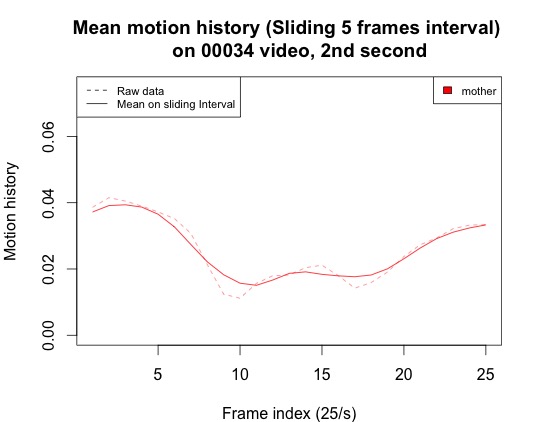 Mean motion history (Sliding 5 frames interval)
on 00034 video, 2nd second
Raw data
Mean on sliding Interval
mother
Motion history
0.06
0.04
0.02
0.00
5 10 15 20 25
Frame index (25/s)